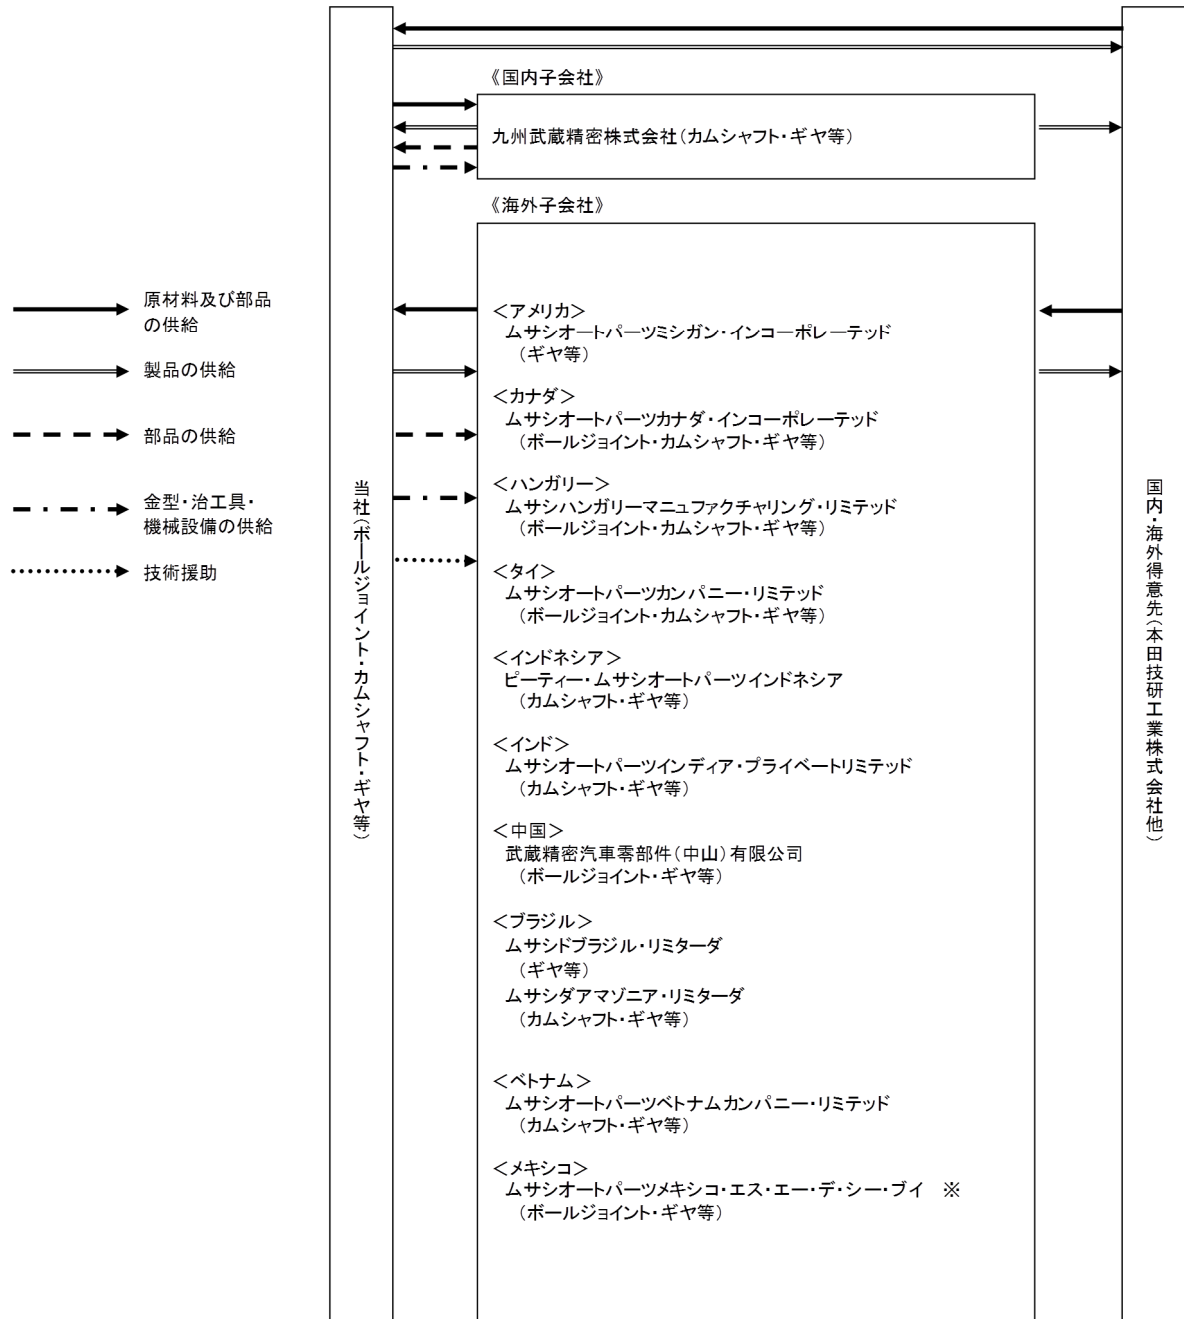 《国内子会社》
九州武蔵精密株式会社(カムシャフト・ギヤ等)
《海外子会社》
原材料及び部品
の供給
製品の供給
部品の供給
金型・治工具・
機械設備の供給
技術援助
当社(ボールジョイント・カムシャフト・ギヤ等)
<アメリカ>
ムサシオートパーツミシガン・インコーポレーテッド
(ギヤ等)
<カナダ>
ムサシオートパーツカナダ・インコーポレーテッド
(ボールジョイント・カムシャフト・ギヤ等)
<ハンガリー>
ムサシハンガリーマニュファクチャリング・リミテッド
(ボールジョイント・カムシャフト・ギヤ等)
<タイ>
ムサシオートパーツカンパニー・リミテッド
(ボールジョイント・カムシャフト・ギヤ等)
<インドネシア>
ピーティー・ムサシオートパーツインドネシア
(カムシャフト・ギヤ等)
<インド>
ムサシオートパーツインディア・プライベートリミテッド
(カムシャフト・ギヤ等)
<中国>
武蔵精密汽車零部件(中山)有限公司
(ボールジョイント・ギヤ等)
<ブラジル>
ムサシドブラジル・リミターダ
(ギヤ等)
ムサシダアマゾニア・リミターダ
(カムシャフト・ギヤ等)
<ベトナム>
ムサシオートパーツベトナムカンパニー・リミテッド
(カムシャフト・ギヤ等)
<メキシコ>
ムサシオートパーツメキシコ・エス・エー・デ・シー・ブイ ※
(ボールジョイント・ギヤ等)
国内・海外得意先(本田技研工業株式会社他)